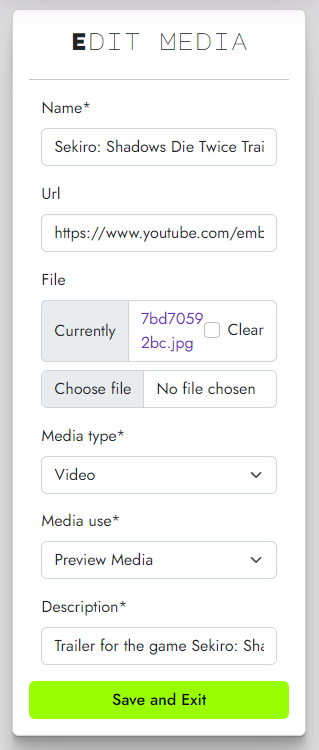 EDIT MEDIA
Name*
Sekiro: Shadows Die Twice Trai
Url
https://www.youtube.com/emb
File
Currently
7bd7059
2bc.jpg
Clear
Choose file No file chosen
Media type*
Video
Media use*
Preview Media
Description*
Trailer for the game Sekiro: Sha
Save and Exit